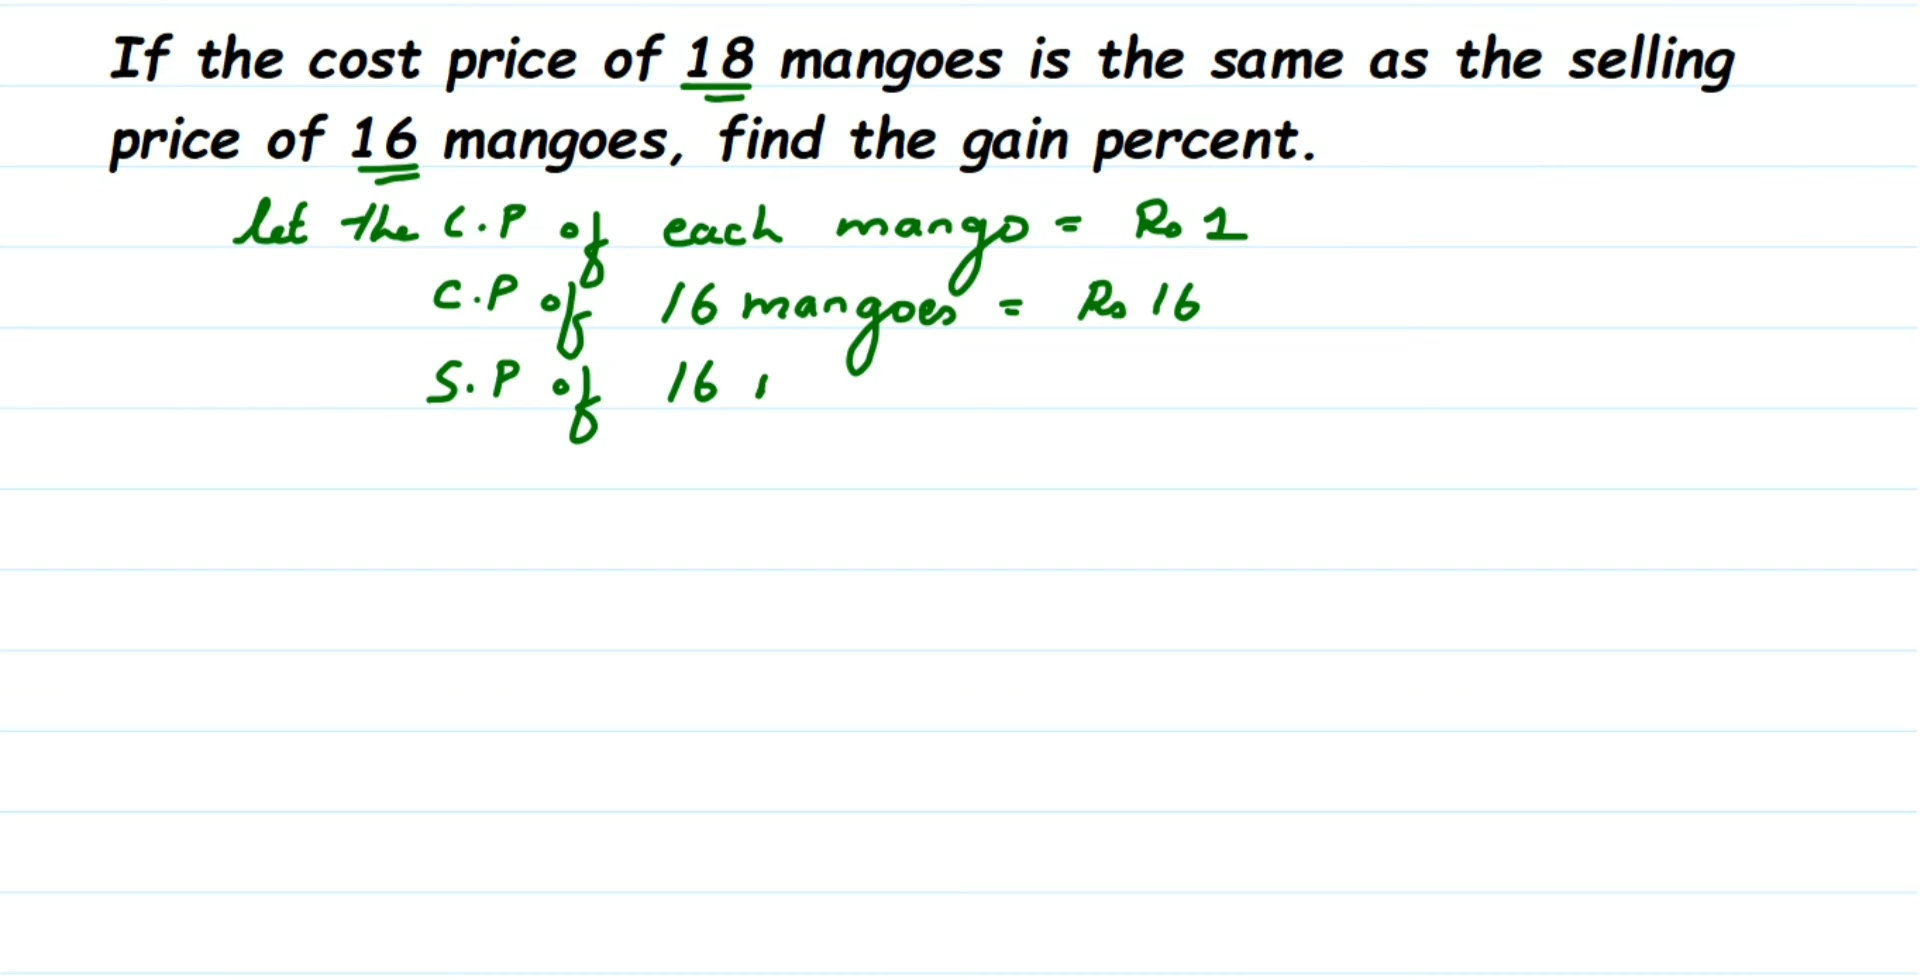 If the cost price of 18 mangoes is the same as the selling
price of 16 mangoes, find the gain percent.
let the C.P of each mango = Rs 1
C.P of 16 mangoes = Rs 16
S.P of 16